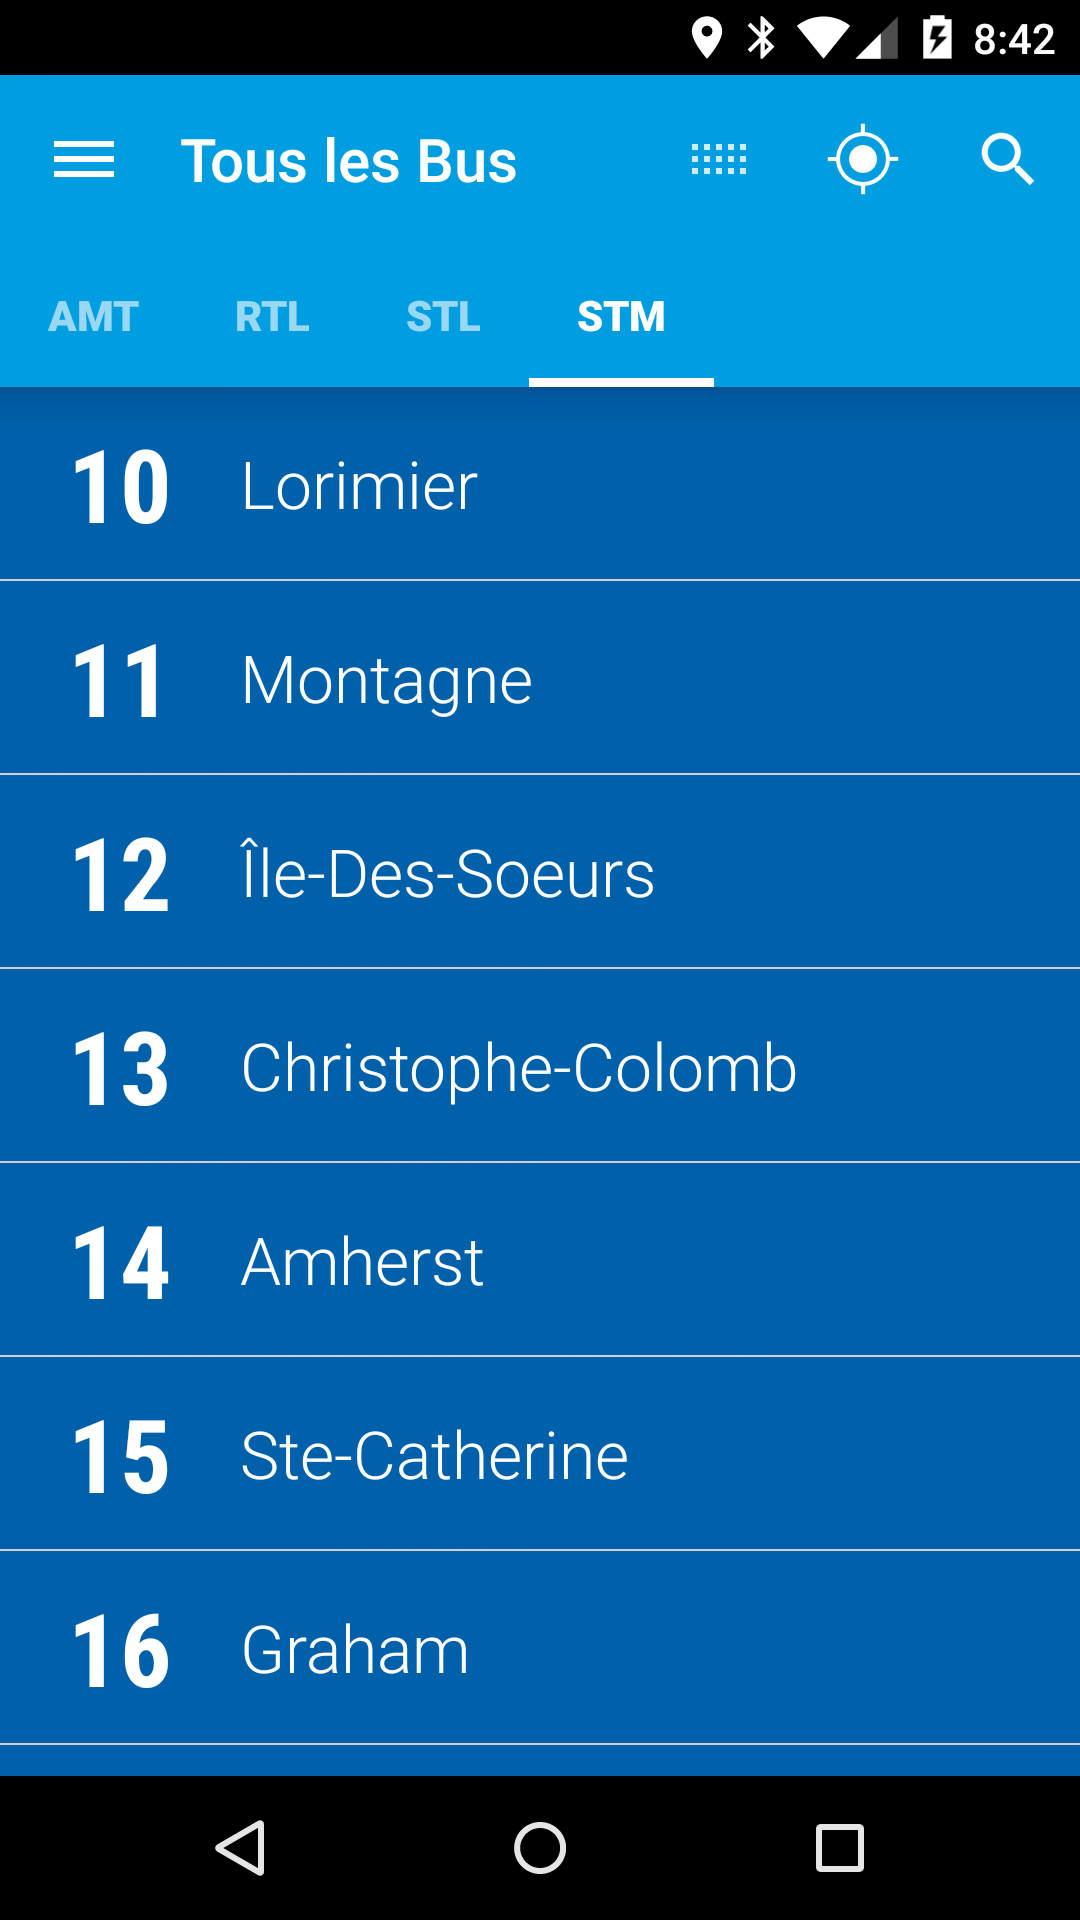 8:42
Tous les Bus
AMT RTL STL STM
10 Lorimier
11 Montagne
12 Île-Des-Soeurs
13 Christophe-Colomb
14 Amherst
15 Ste-Catherine
16 Graham